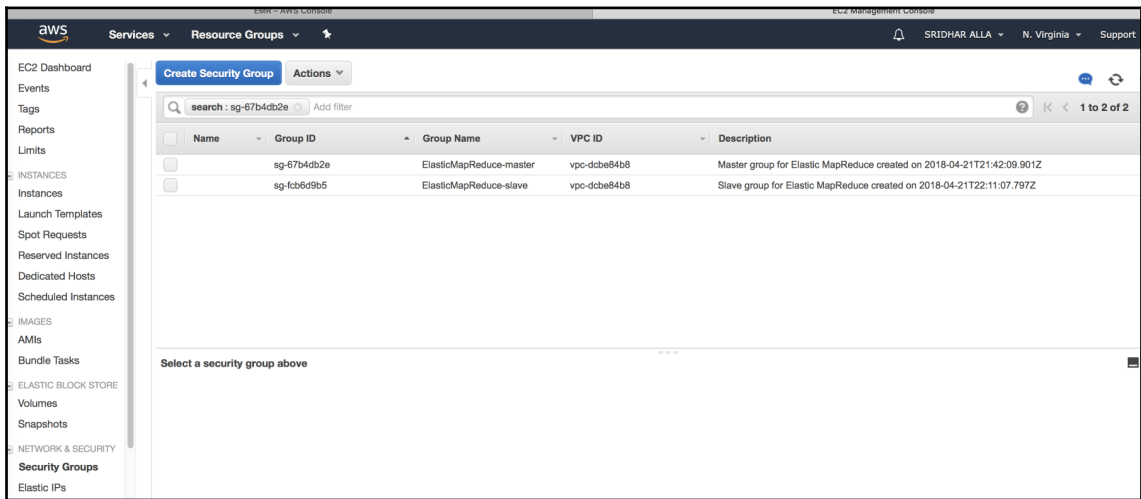 EMR – AWS Console
EC2 Management Console
aws
Services
Resource Groups
SRIDHAR ALLA
N. Virginia
Support
EC2 Dashboard
Events
Tags
Reports
Limits
INSTANCES
Instances
Launch Templates
Spot Requests
Reserved Instances
Dedicated Hosts
Scheduled Instances
IMAGES
AMIs
Bundle Tasks
ELASTIC BLOCK STORE
Volumes
Snapshots
NETWORK & SECURITY
Security Groups
Elastic IPs
Create Security Group Actions
search : sg-67b4db2e Add filter 1 to 2 of 2
Name Group ID Group Name VPC ID Description
sg-67b4db2e ElasticMapReduce-master vpc-dcbe84b8 Master group for Elastic MapReduce created on 2018-04-21T21:42:09.901Z
sg-fcb6d9b5 ElasticMapReduce-slave vpc-dcbe84b8 Slave group for Elastic MapReduce created on 2018-04-21T22:11:07.797Z
Select a security group above